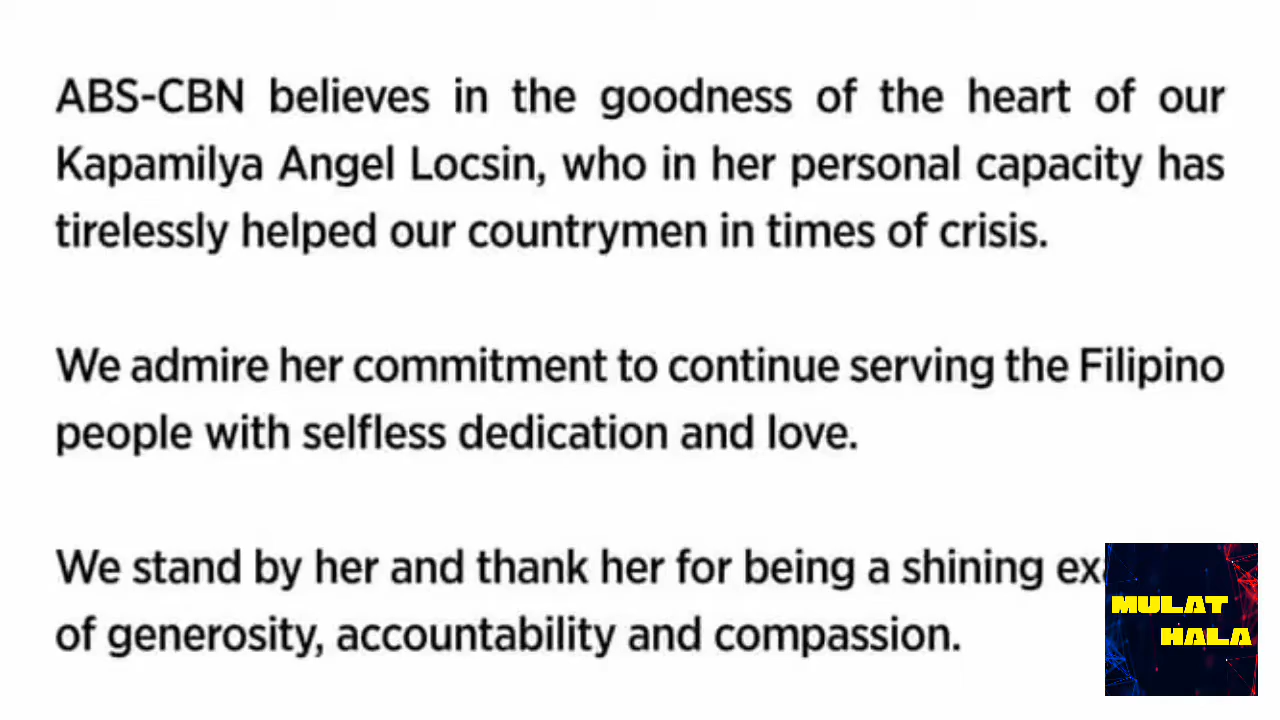 ABS-CBN believes in the goodness of the heart of our
Kapamilya Angel Locsin, who in her personal capacity has
tirelessly helped our countrymen in times of crisis.
We admire her commitment to continue serving the Filipino
people with selfless dedication and love.
We stand by her and thank her for being a shining
of generosity, accountability and compassion.
MULAT
HALA